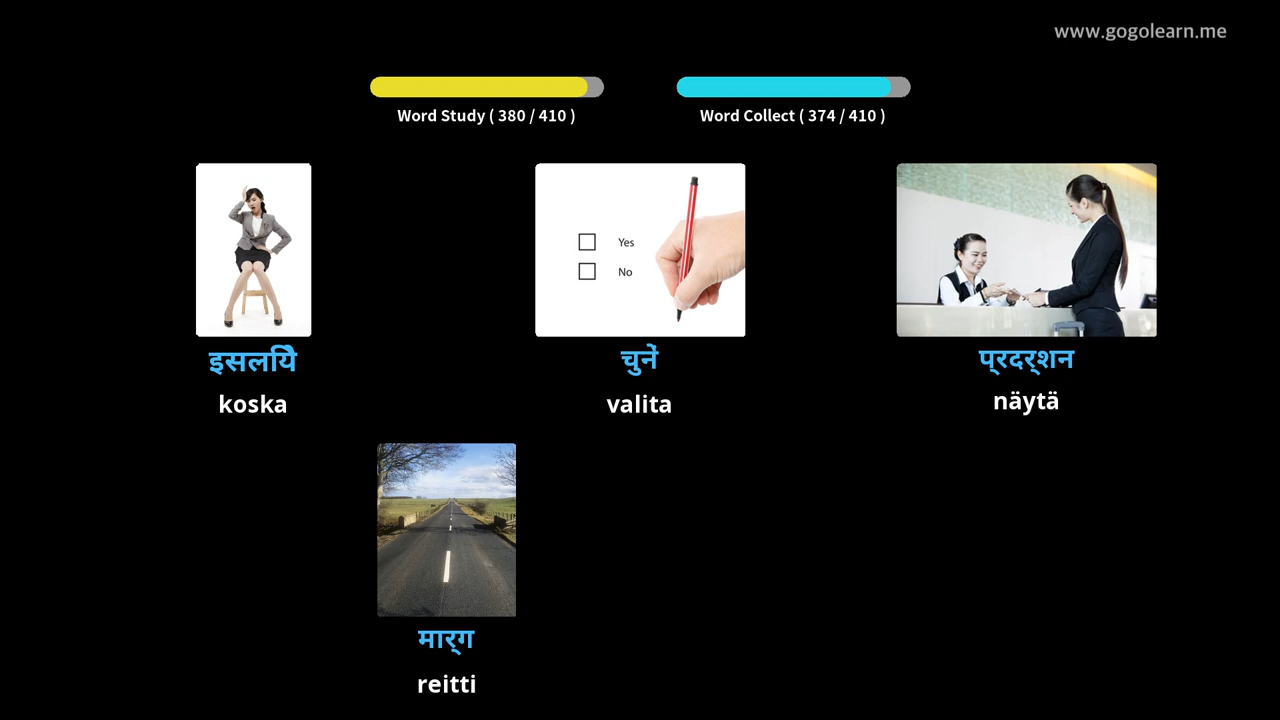 www.gogolearn.me
Word Study ( 380 / 410 )
Word Collect ( 374 / 410 )
Yes
No
इसलयिे
चुनें
प्रदर्शन
koska
valita
näytä
मार्ग
reitti